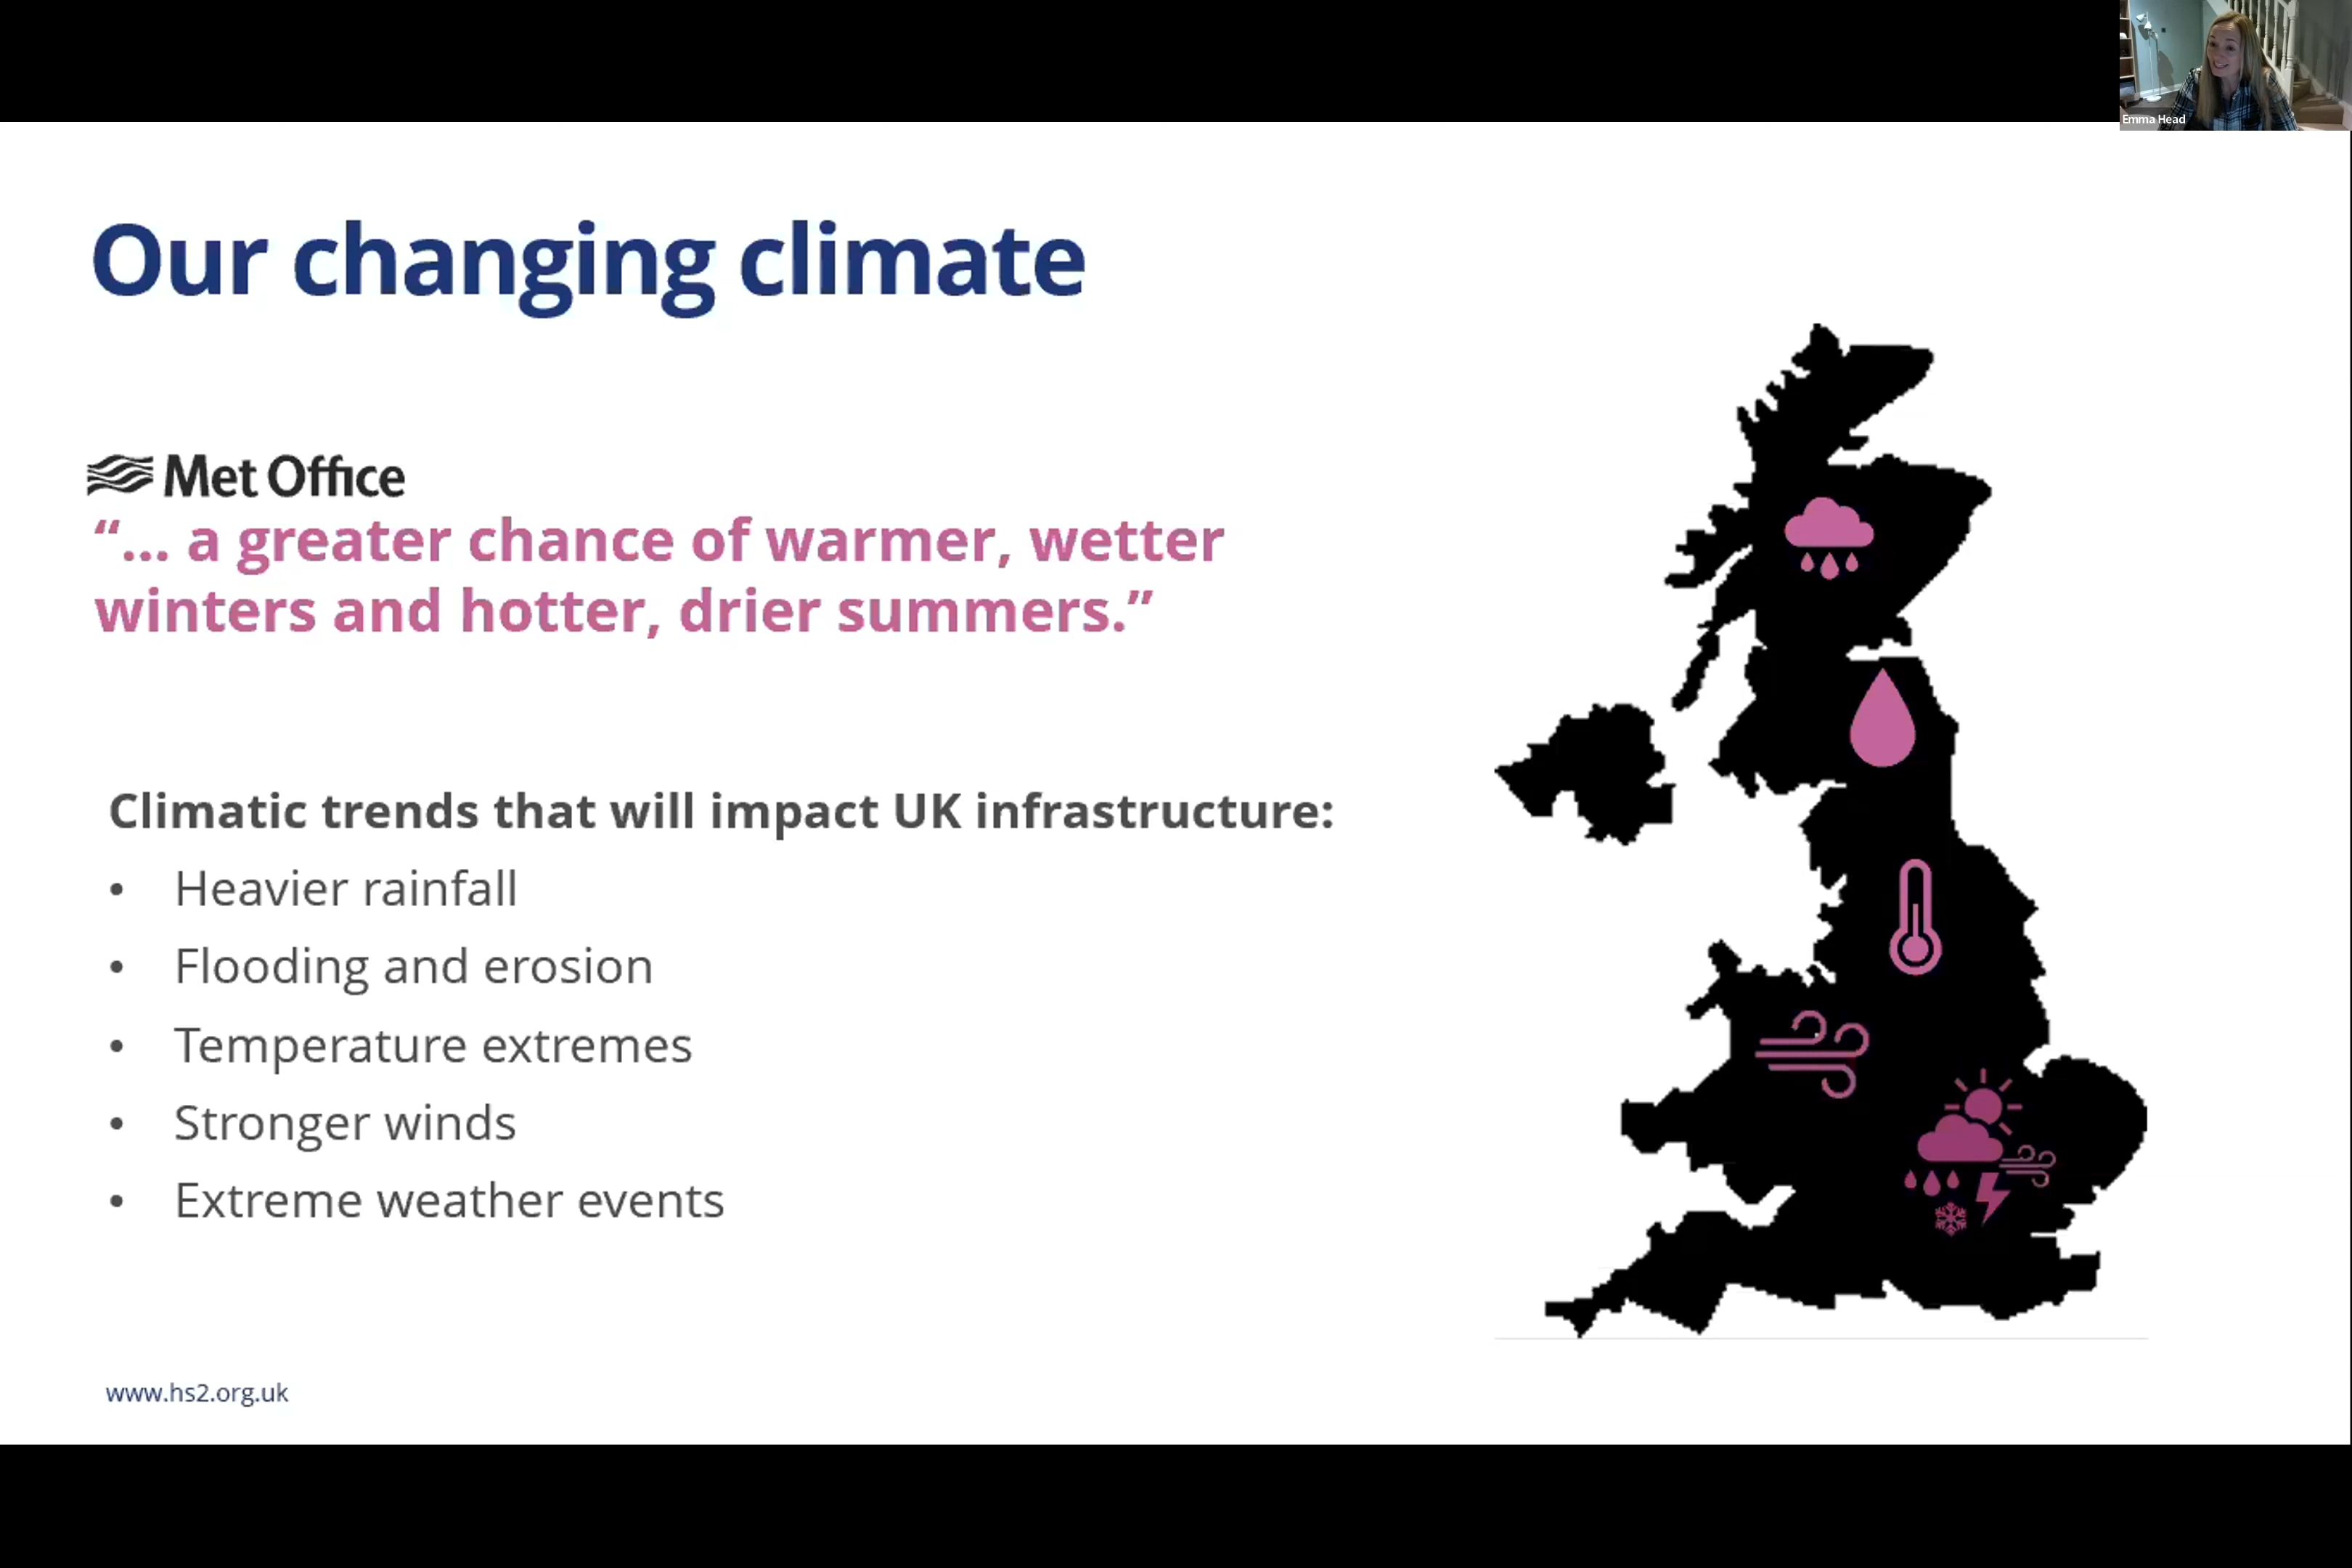 Emma Head
Our changing climate
Met Office
“... a greater chance of warmer, wetter
winters and hotter, drier summers.”
Climatic trends that will impact UK infrastructure:
• Heavier rainfall
• Flooding and erosion
• Temperature extremes
• Stronger winds
• Extreme weather events
www.hs2.org.uk